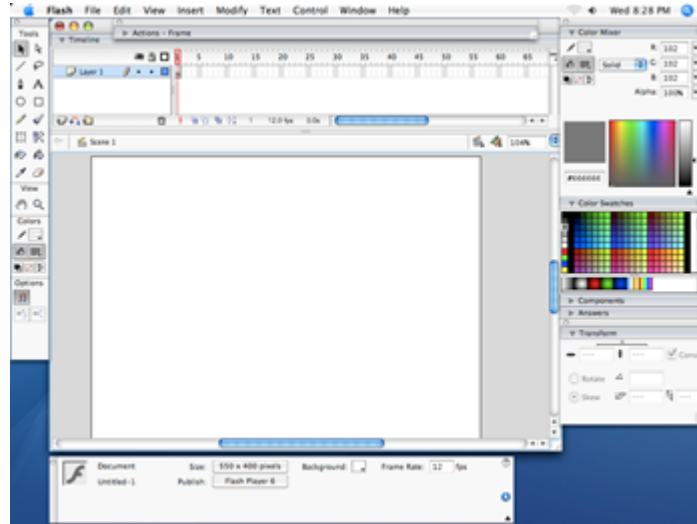 Flash File Edit View Insert Modify Text Control Window Help Wed 8:28 PM
Tools
Actions - Frame
Timeline
5 10 15 20 25 30 35 40 45 50 55 60 65
Layer 1
1 12.0 fps 0.0s
Scene 1 104%
View
Colors
Options
Color Mixer
R: 102
Solid G: 102
B: 102
Alpha: 100%
#666666
Color Swatches
Components
Answers
Transform
Rotate
Skew
Document Size: 550 x 400 pixels Background: Frame Rate: 12 fps
Untitled-1 Publish: Flash Player 6